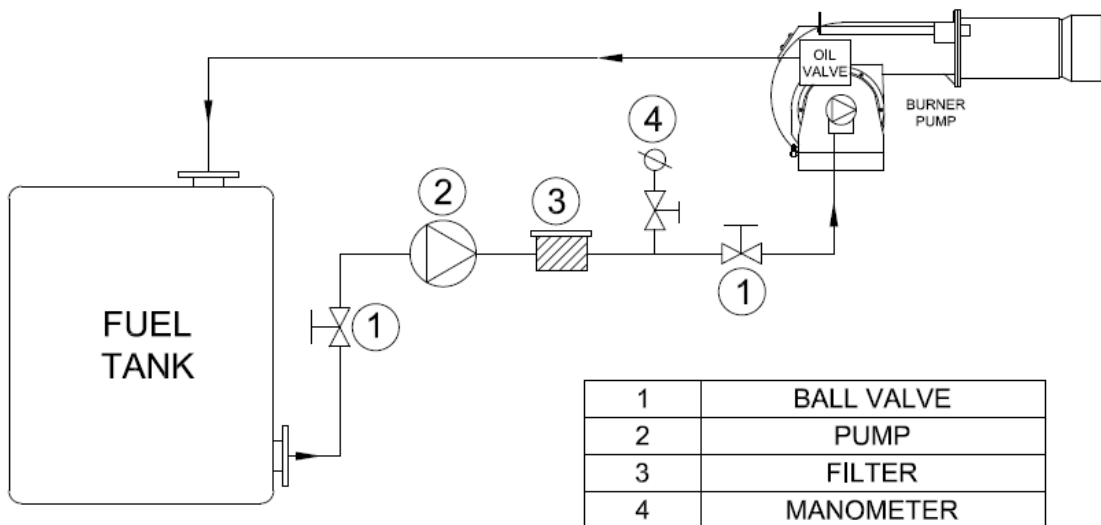 OIL
VALVE
BURNER
PUMP
4
2
3
1
1
FUEL
TANK
1 BALL VALVE
2 PUMP
3 FILTER
4 MANOMETER